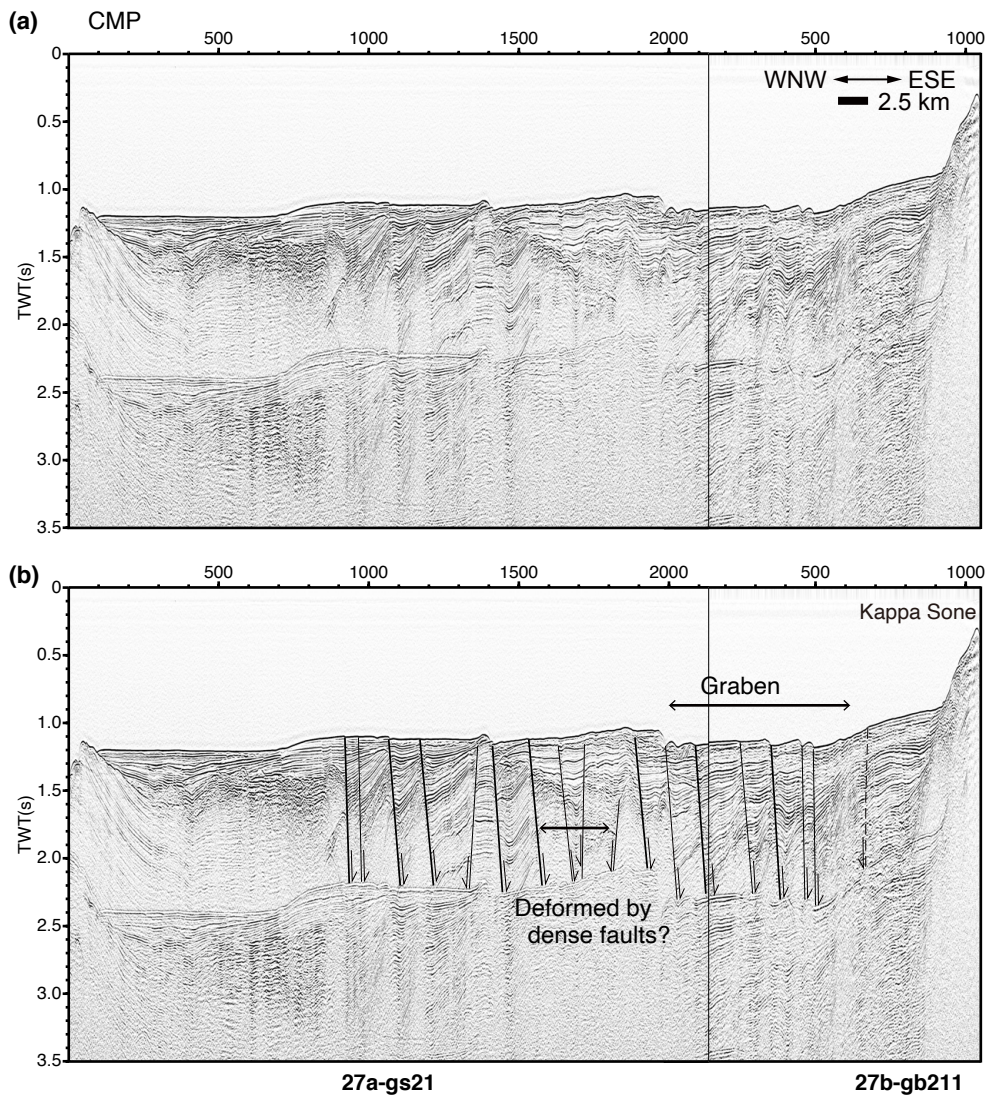 (a) CMP
500 1000 1500 2000 500 1000
0
0.5
1.0
1.5
2.0
2.5
3.0
3.5
TWT(s)
WNW ESE
2.5 km
(b)
500 1000 1500 2000 500 1000
0
0.5
1.0
1.5
2.0
2.5
3.0
3.5
TWT(s)
Kappa Sone
Graben
Deformed by
dense faults?
27a-gs21 27b-gb211